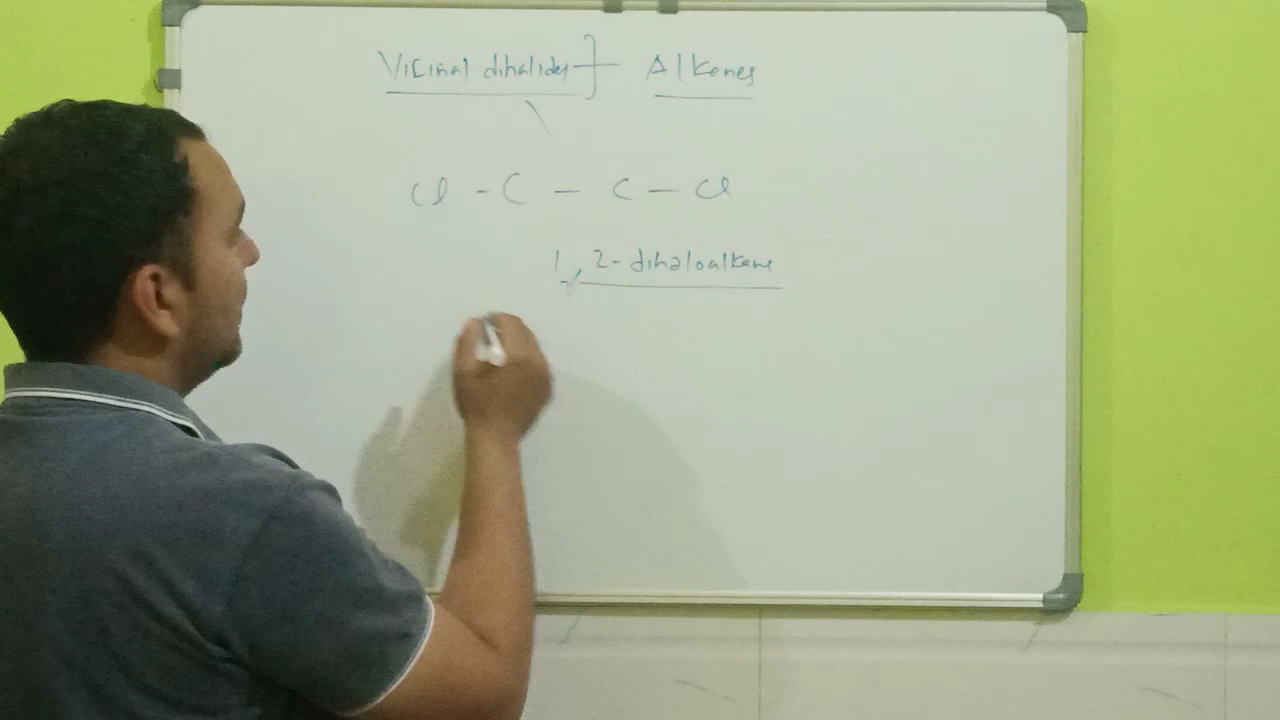 Vicinal dihalides } — Alkenes
Cl - C — C — Cl
1, 2-dihaloalkane